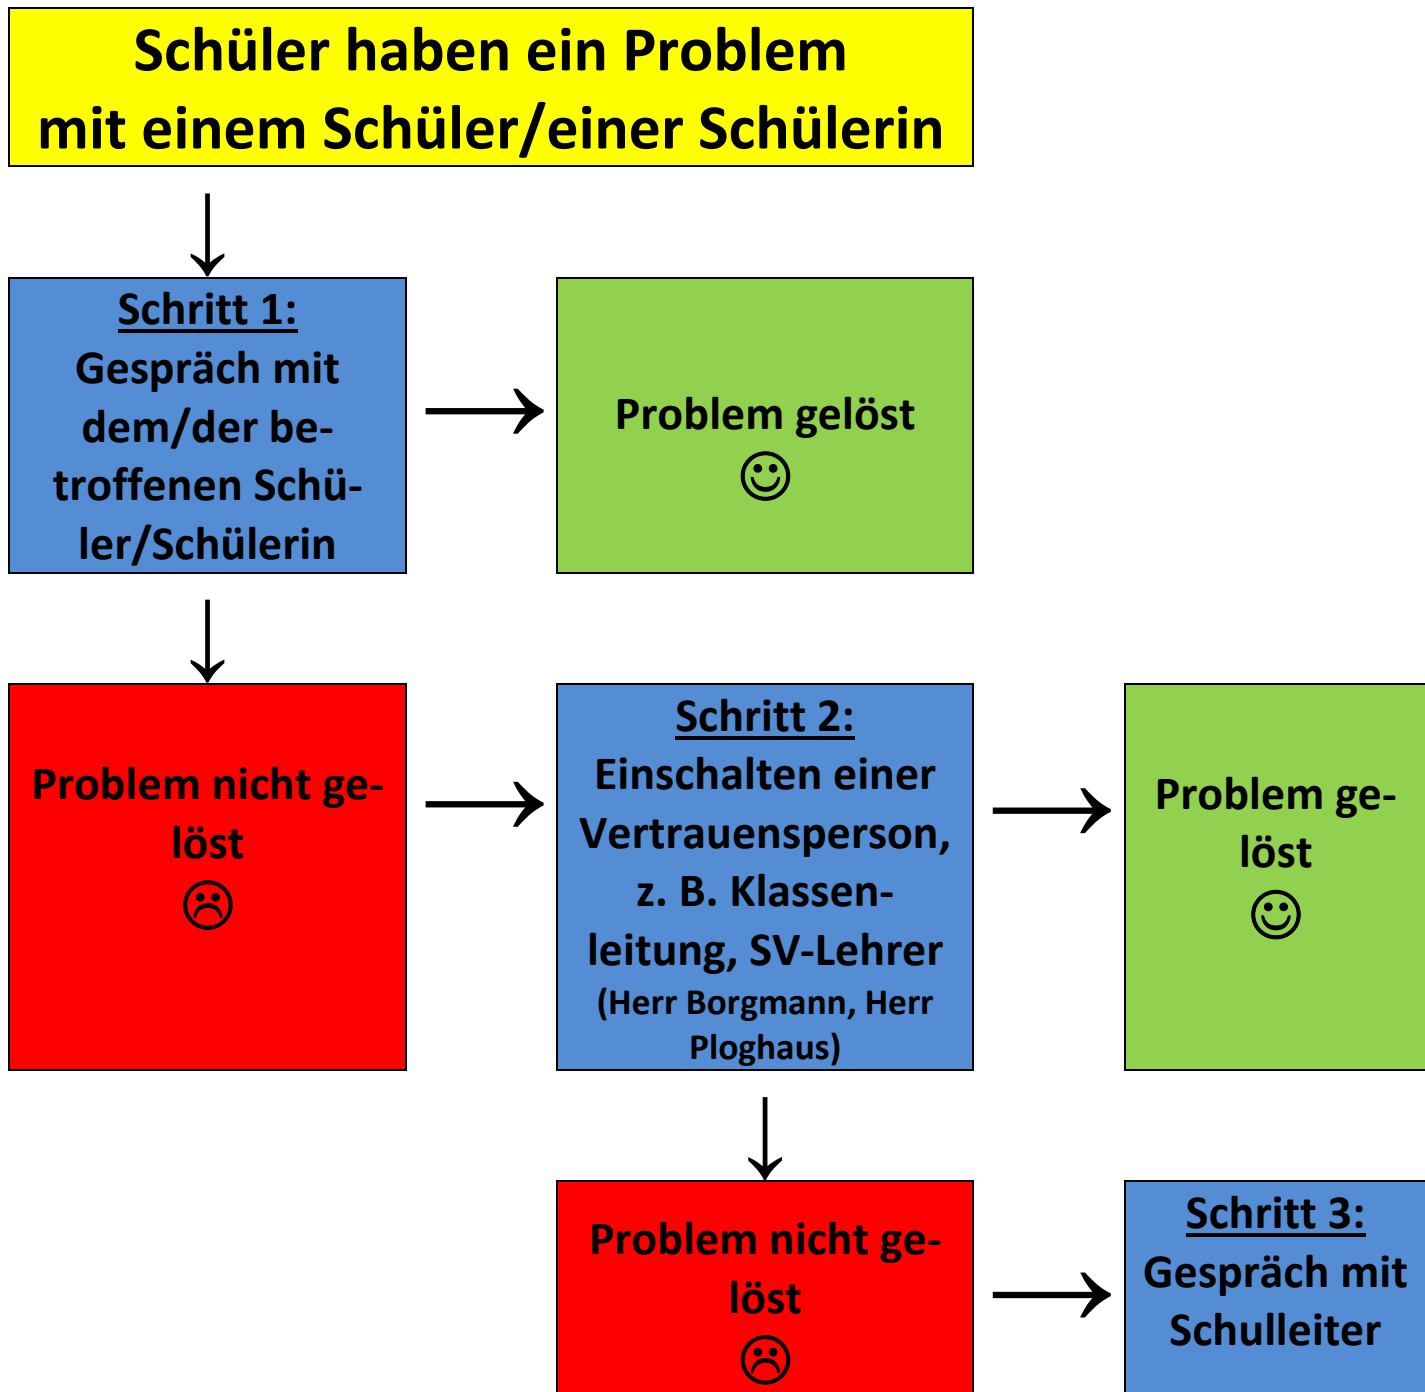 Schüler haben ein Problem
mit einem Schüler/einer Schülerin
Schritt 1:
Gespräch mit
dem/der be-
troffenen Schü-
ler/Schülerin
Problem gelöst
Problem nicht ge-
löst
Schritt 2:
Einschalten einer
Vertrauensperson,
z. B. Klassen-
leitung, SV-Lehrer
(Herr Borgmann, Herr
Ploghaus)
Problem ge-
löst
Problem nicht ge-
löst
Schritt 3:
Gespräch mit
Schulleiter